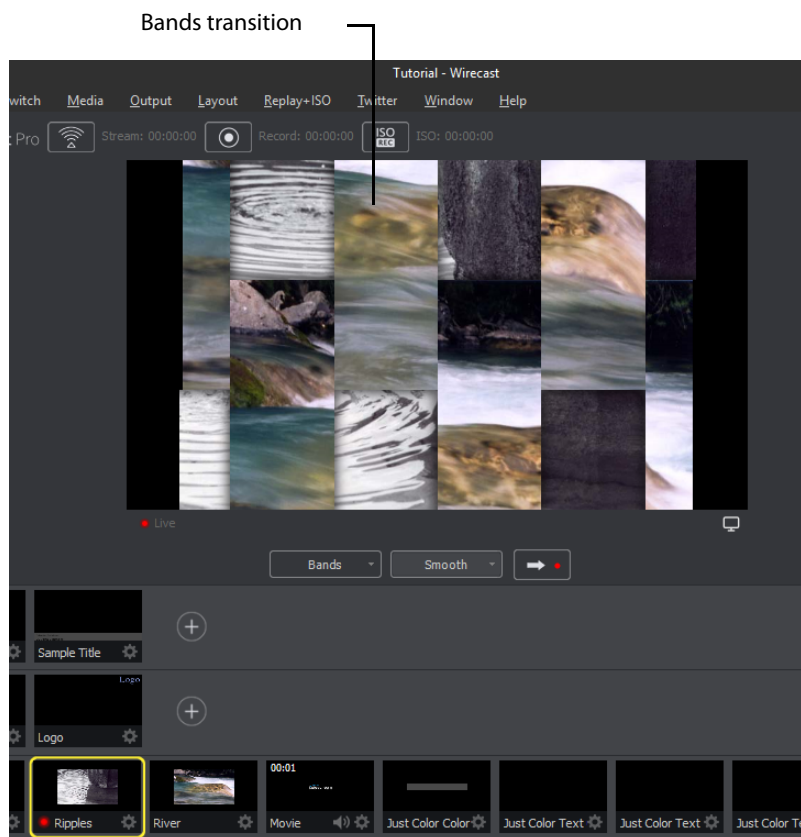 Bands transition
Tutorial - Wirecast
witch Media Output Layout Replay+ISO Twitter Window Help
: Pro Stream: 00:00:00 Record: 00:00:00 ISO REC ISO: 00:00:00
Live
Bands Smooth
Sample Title
Logo
Logo
00:01
Ripples River Movie Just Color Color Just Color Text Just Color Text Just Color T